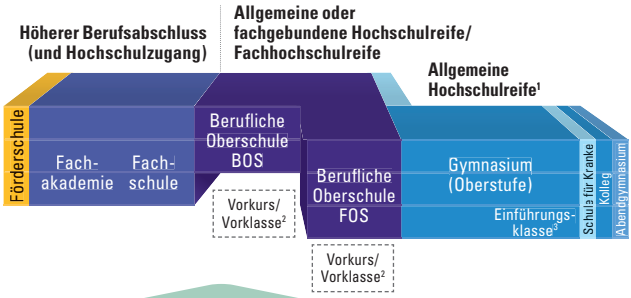 Höherer Berufsabschluss
(und Hochschulzugang)
Allgemeine oder
fachgebundene Hochschulreife/
Fachhochschulreife
Allgemeine
Hochschulreife¹
Förderschule
Fach-
akademie
Fach-
schule
Berufliche
Oberschule
BOS
Vorkurs/
Vorklasse²
Berufliche
Oberschule
FOS
Vorkurs/
Vorklasse²
Gymnasium
(Oberstufe)
Einführungs-
klasse³
Schule für Kranke
Kolleg
Abendgymnasium